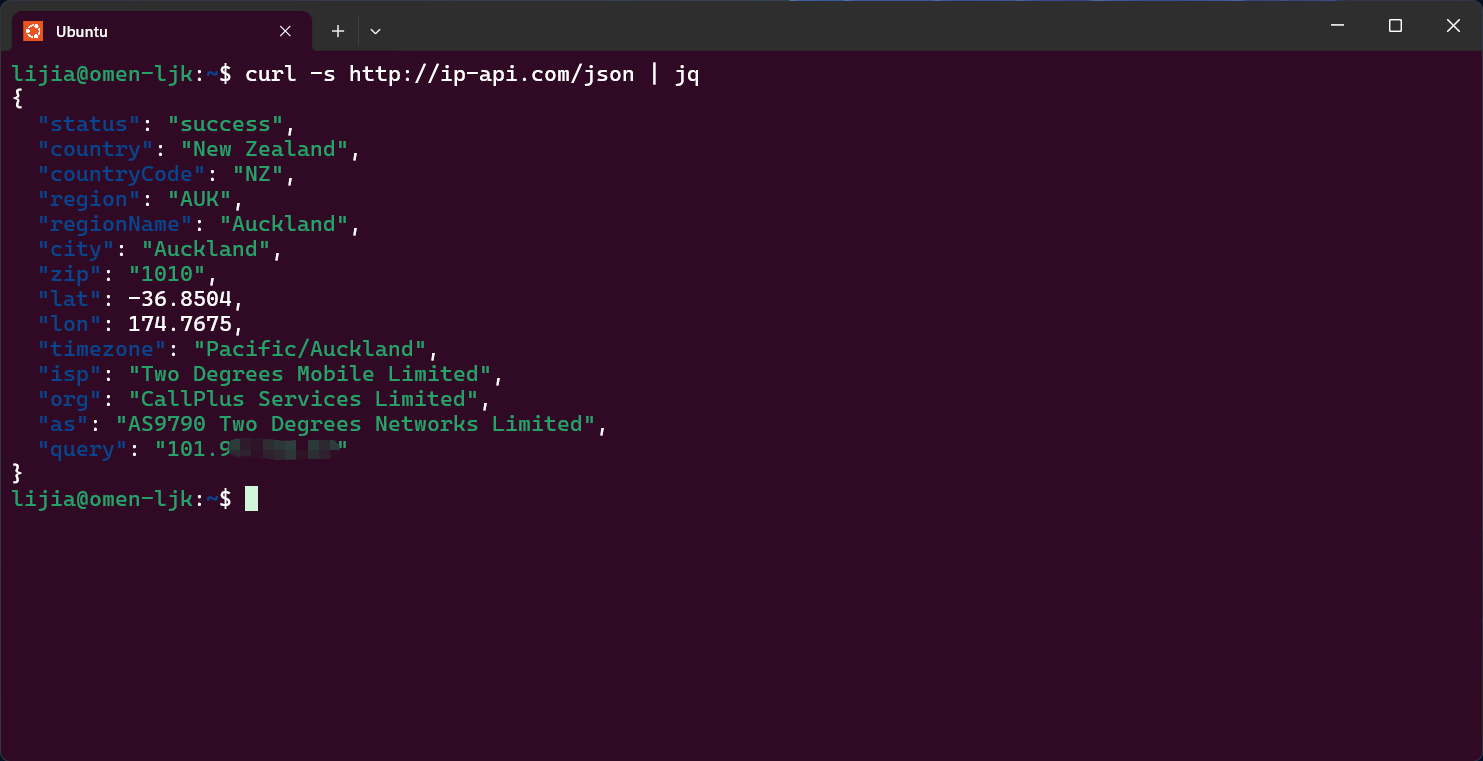 Ubuntu
lijia@omen-ljk:~$ curl -s http://ip-api.com/json | jq
{
  "status": "success",
  "country": "New Zealand",
  "countryCode": "NZ",
  "region": "AUK",
  "regionName": "Auckland",
  "city": "Auckland",
  "zip": "1010",
  "lat": -36.8504,
  "lon": 174.7675,
  "timezone": "Pacific/Auckland",
  "isp": "Two Degrees Mobile Limited",
  "org": "CallPlus Services Limited",
  "as": "AS9790 Two Degrees Networks Limited",
  "query": "101.9"
}
lijia@omen-ljk:~$